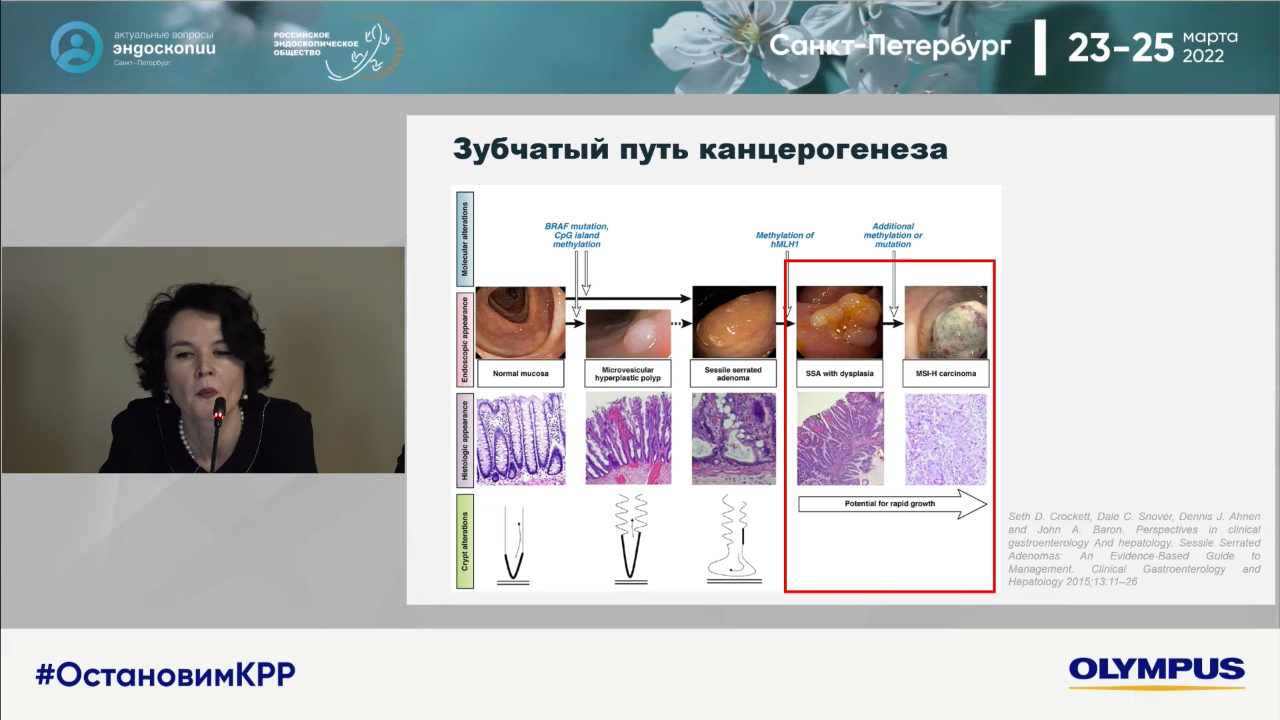 актуальные вопросы
эндоскопии
Санкт-Петербург
РОССИЙСКОЕ
ЭНДОСКОПИЧЕСКОЕ
ОБЩЕСТВО
Санкт-Петербург
23-25 марта
2022
Зубчатый путь канцерогенеза
Molecular alterations
BRAF mutation,
CpG island
methylation
Methylation of
hMLH1
Additional
methylation or
mutation
Endoscopic appearance
Normal mucosa
Microvesicular
hyperplastic polyp
Sessile serrated
adenoma
SSA with dysplasia
MSI-H carcinoma
Histologic appearance
Potential for rapid growth
Crypt alterations
Seth D. Crockett, Dale C. Snover, Dennis J. Ahnen
and John A. Baron. Perspectives in clinical
gastroenterology And hepatology. Sessile Serrated
Adenomas: An Evidence-Based Guide to
Management. Clinical Gastroenterology and
Hepatology 2015;13:11–26
#ОстановимКРР
OLYMPUS